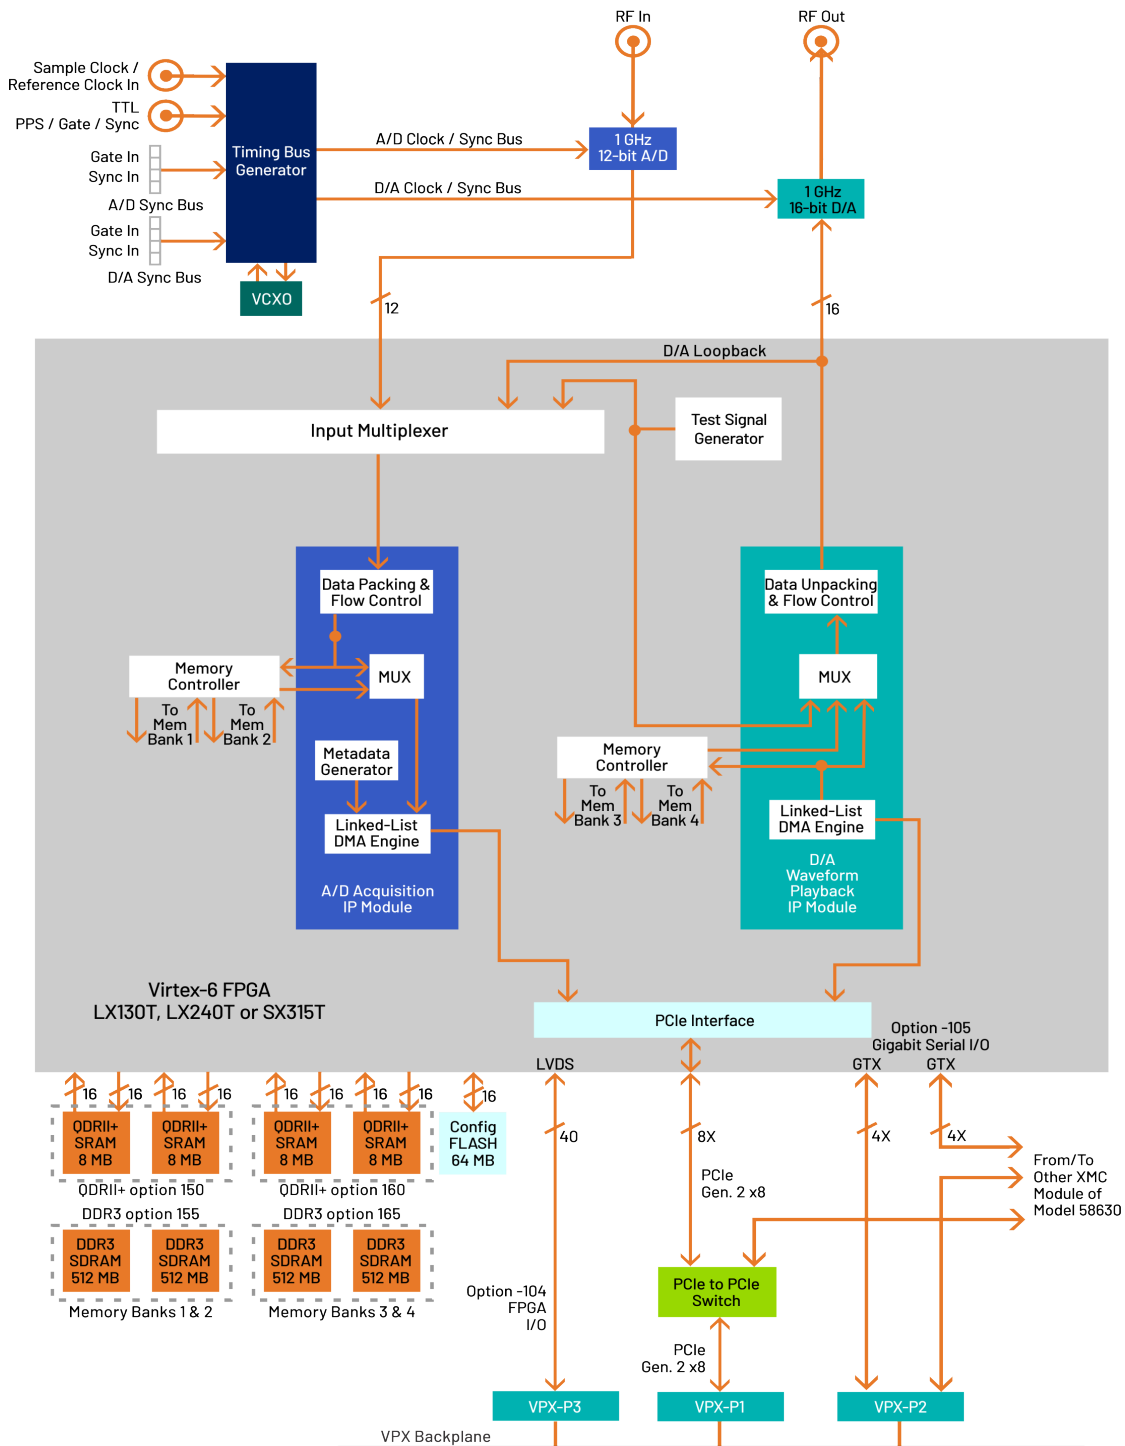 RF In
RF Out
Sample Clock /
Reference Clock In
TTL
PPS / Gate / Sync
Gate In
Sync In
A/D Sync Bus
Gate In
Sync In
D/A Sync Bus
Timing Bus
Generator
VCXO
A/D Clock / Sync Bus
D/A Clock / Sync Bus
1 GHz
12-bit A/D
1 GHz
16-bit D/A
12
16
D/A Loopback
Input Multiplexer
Test Signal
Generator
Data Packing &
Flow Control
Memory
Controller
MUX
To
Mem
Bank 1
To
Mem
Bank 2
Metadata
Generator
Linked-List
DMA Engine
A/D Acquisition
IP Module
Data Unpacking
& Flow Control
MUX
Memory
Controller
To
Mem
Bank 3
To
Mem
Bank 4
Linked-List
DMA Engine
D/A
Waveform
Playback
IP Module
Virtex-6 FPGA
LX130T, LX240T or SX315T
PCIe Interface
Option -105
Gigabit Serial I/O
LVDS
GTX
GTX
16
16
16
16
16
16
16
16
16
QDRII+
SRAM
8 MB
QDRII+
SRAM
8 MB
QDRII+
SRAM
8 MB
QDRII+
SRAM
8 MB
Config
FLASH
64 MB
QDRII+ option 150
QDRII+ option 160
DDR3 option 155
DDR3 option 165
DDR3
SDRAM
512 MB
DDR3
SDRAM
512 MB
DDR3
SDRAM
512 MB
DDR3
SDRAM
512 MB
Memory Banks 1 & 2
Memory Banks 3 & 4
40
8X
4X
4X
PCIe
Gen. 2 x8
From/To
Other XMC
Module of
Model 58630
Option -104
FPGA
I/O
PCIe to PCIe
Switch
PCIe
Gen. 2 x8
VPX-P3
VPX-P1
VPX-P2
VPX Backplane